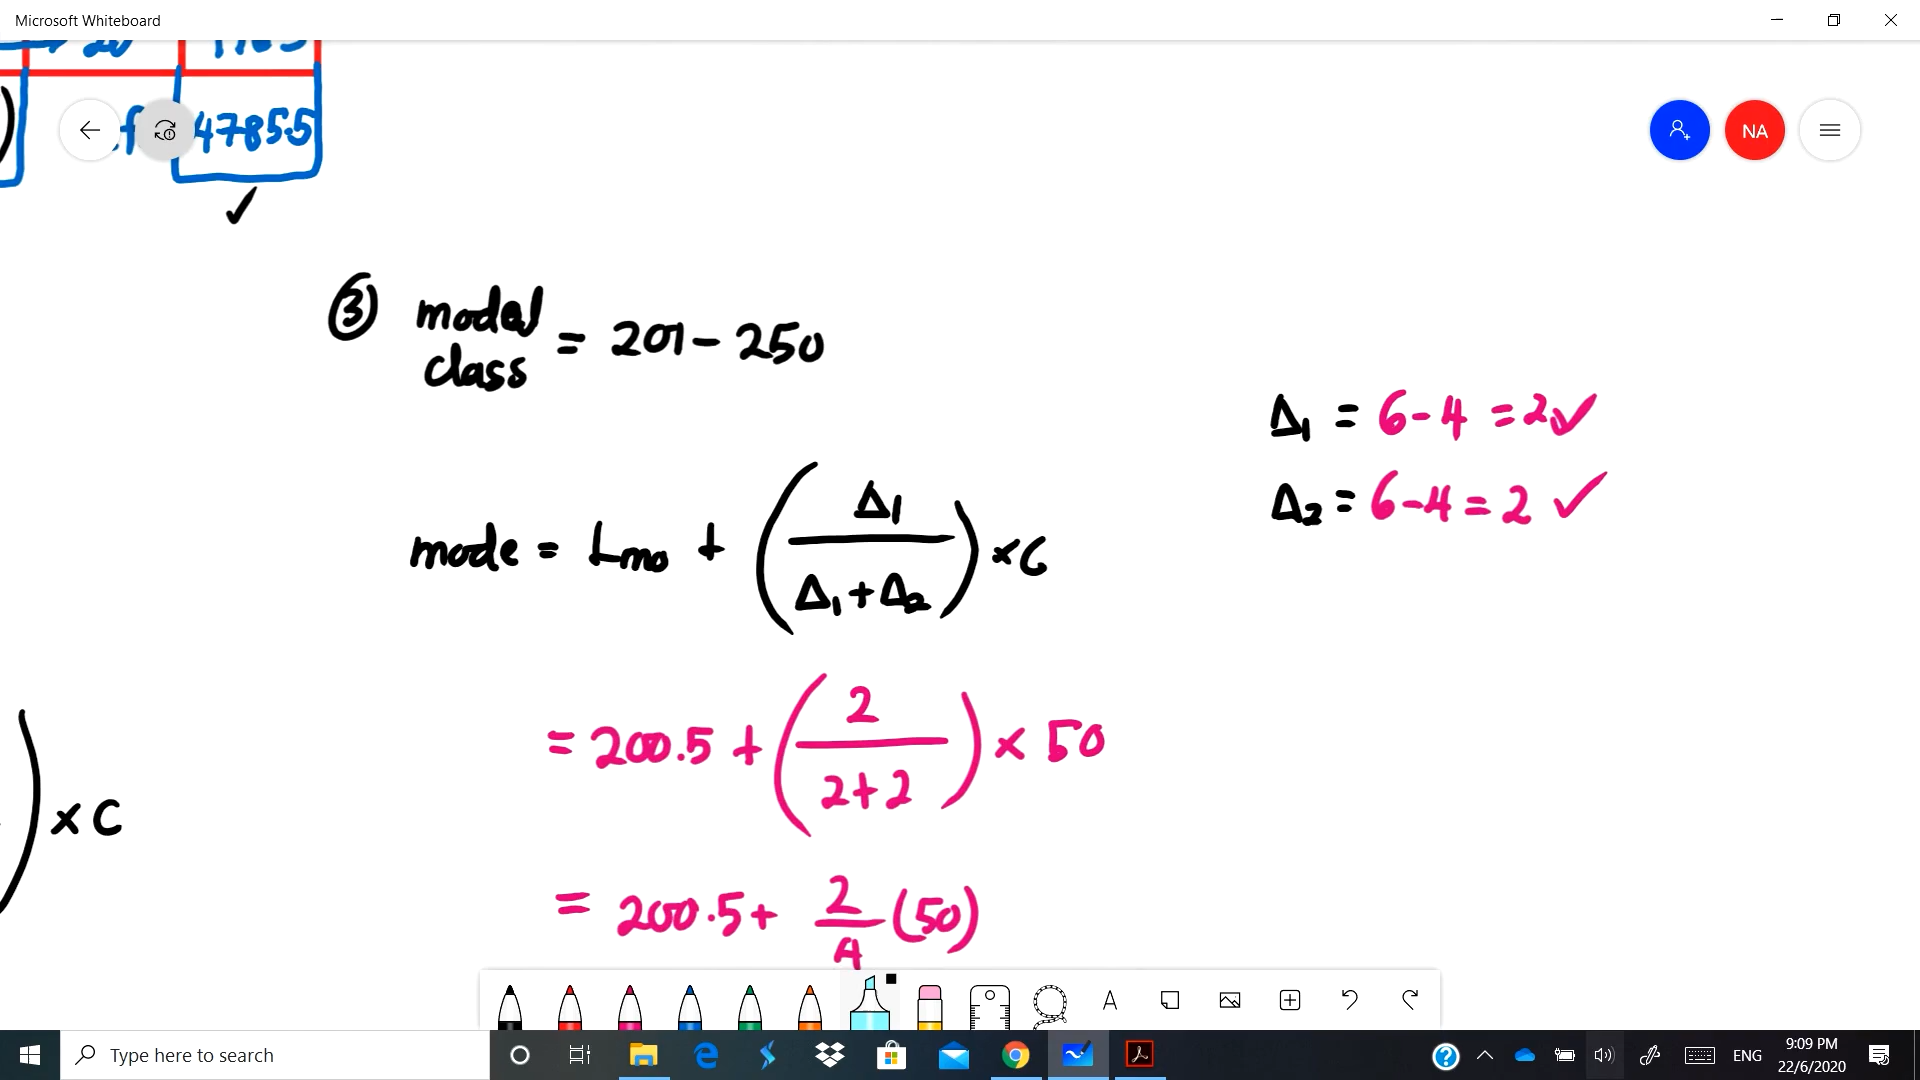 Microsoft Whiteboard
20
47855
✓
NA
③ model class = 201 - 250
Δ1 = 6-4 = 2 ✓
Δ2 = 6-4 = 2 ✓
mode = Lmo + (Δ1 / (Δ1+Δ2)) × C
= 200.5 + (2 / (2+2)) × 50
× C
= 200.5 + 2/4 (50)
A
Type here to search
ENG
9:09 PM
22/6/2020